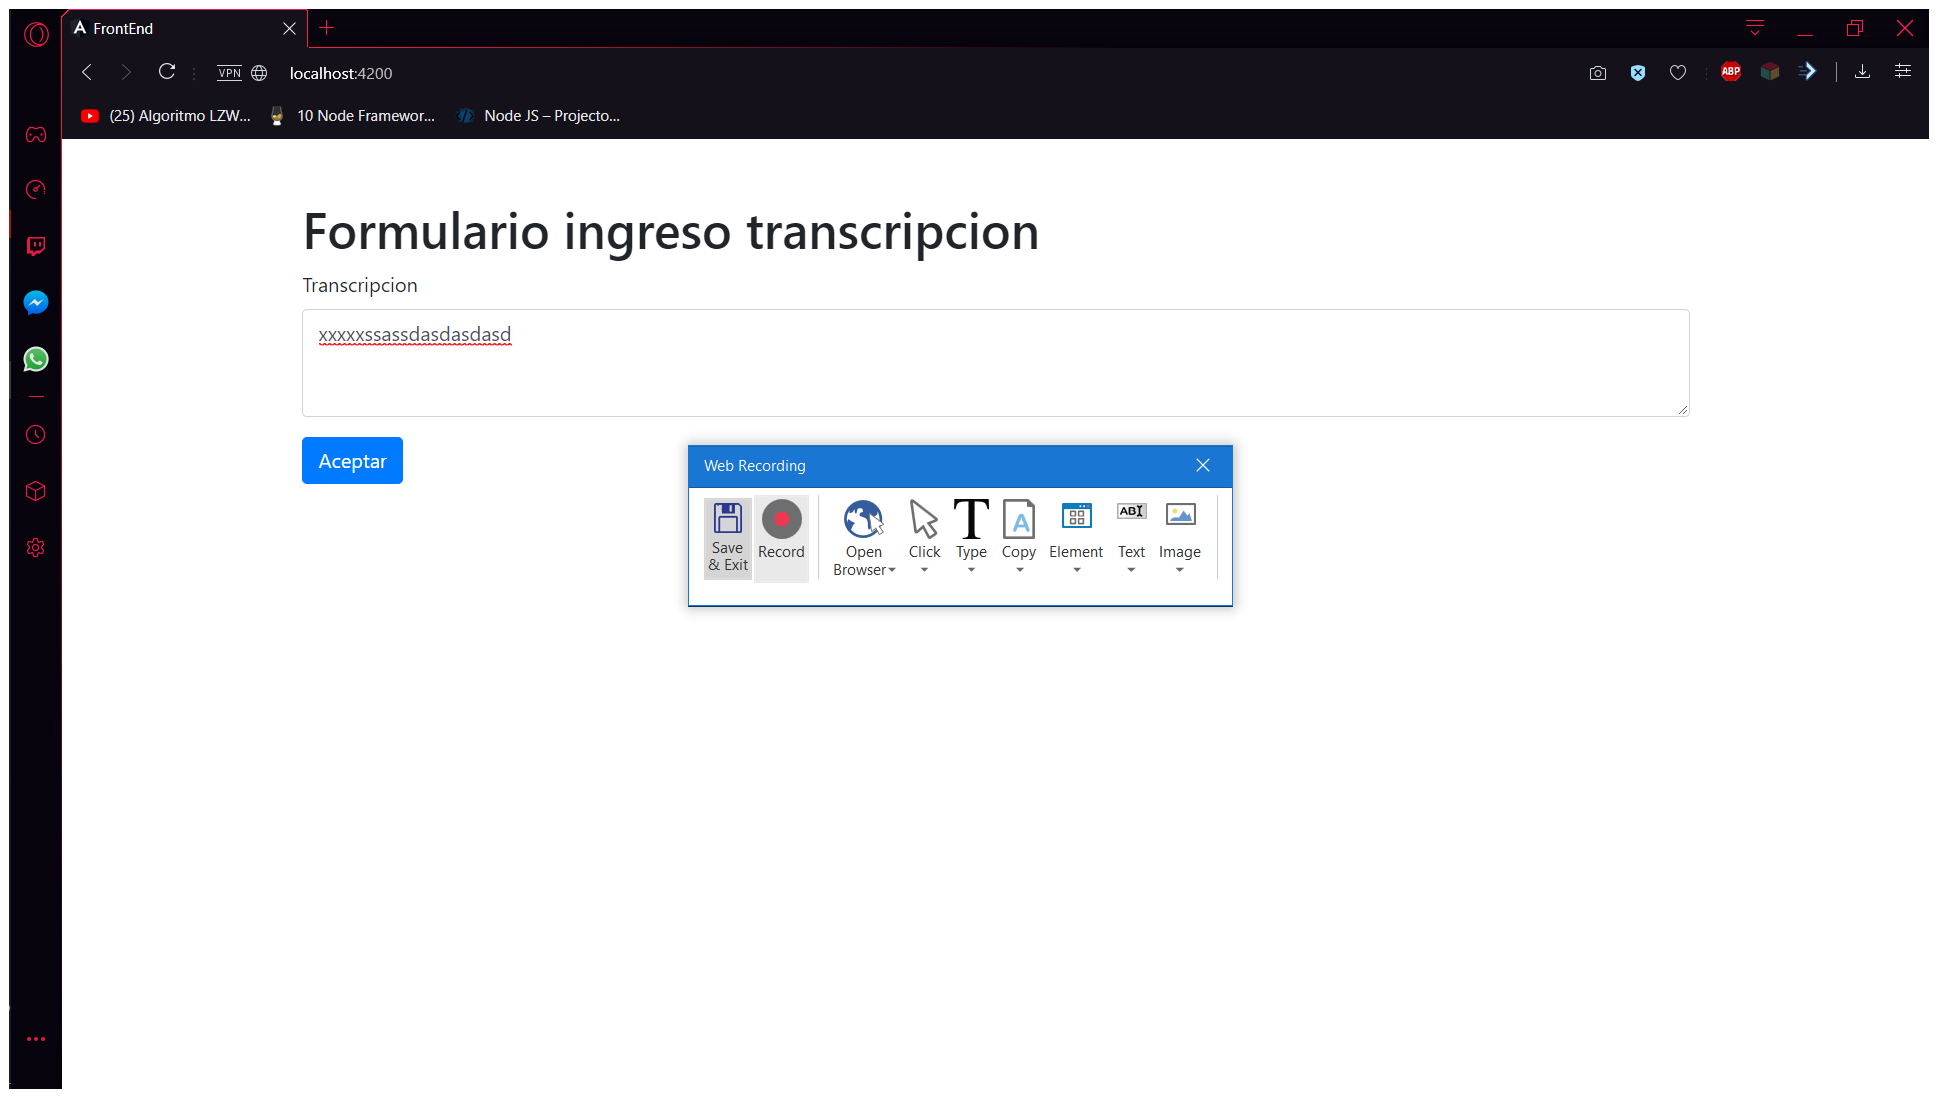 FrontEnd
VPN localhost:4200
ABP
(25) Algoritmo LZW... 10 Node Framewor... Node JS – Projecto...
Formulario ingreso transcripcion
Transcripcion
xxxxxssassdasdasdasd
Aceptar
Web Recording
Save & Exit
Record
Open Browser
Click
Type
Copy
Element
Text
Image